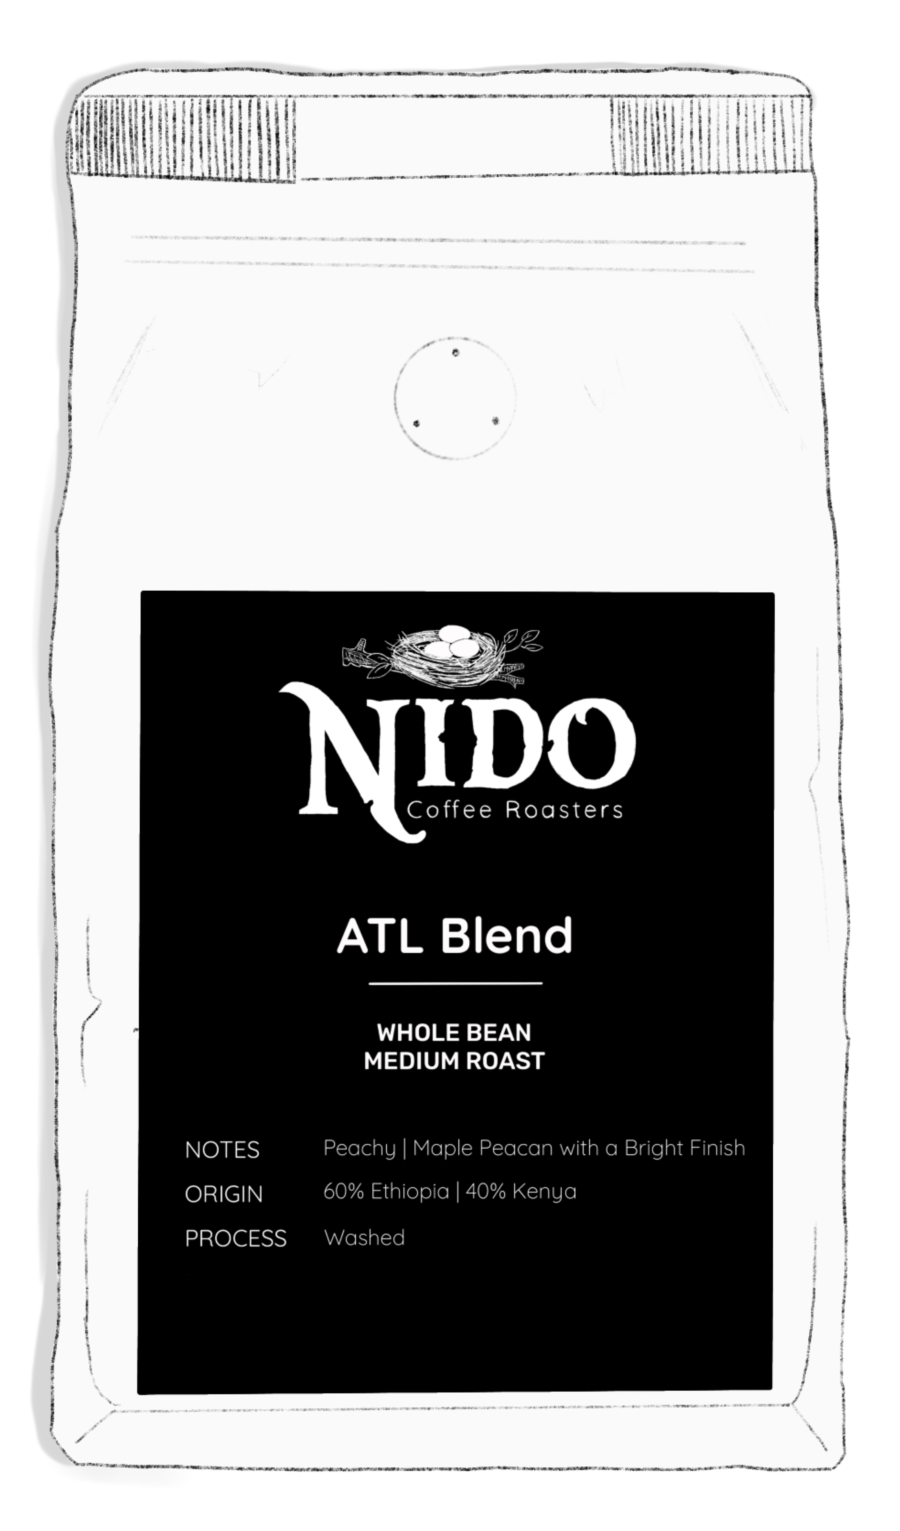 NIDO
Coffee Roasters
ATL Blend
WHOLE BEAN
MEDIUM ROAST
NOTES Peachy | Maple Peacan with a Bright Finish
ORIGIN 60% Ethiopia | 40% Kenya
PROCESS Washed